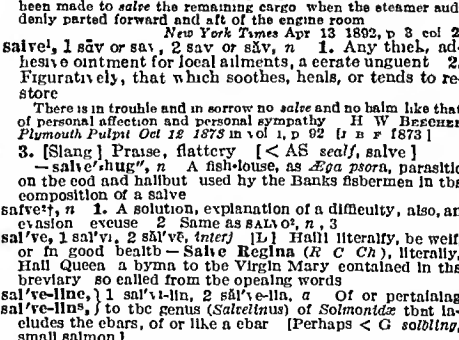 been made to salve the remaining cargo when the steamer sud
denly parted forward and aft of the engine room
New York Times Apr 13 1892, p 3 col 2
salve¹, 1 sāv or sav, 2 sav or săv, n 1. Any thick, ad
hesive ointment for local ailments, a cerate unguent 2.
Figuratively, that which soothes, heals, or tends to re
store
There is in trouble and in sorrow no salve and no balm like that
of personal affection and personal sympathy H W BEECHER
Plymouth Pulpit Oct 12 1873 in vol 1, p 92 [J B F 1873]
3. [Slang] Praise, flattery [< AS sealf, salve]
— salve′shug″, n A fish-louse, as Æga psora, parasitic
on the cod and halibut used by the Banks fishermen in the
composition of a salve
salve²†, n 1. A solution, explanation of a difficulty, also, an
evasion excuse 2 Same as SALVO², n, 3
sal′ve, 1 sal′vi, 2 săl′vĕ, interj [L] Hail! literally, be well
or in good health — Salve Regina (R C Ch), literally,
Hail Queen a hymn to the Virgin Mary contained in the
breviary so called from the opening words
sal′ve-line, } 1 sal′vi-lin, 2 săl′ve-lin, a Of or pertaining
sal′ve-lins, } to the genus (Salvelinus) of Salmonidæ that in-
cludes the chars, of or like a char [Perhaps < G salbling,
small salmon]